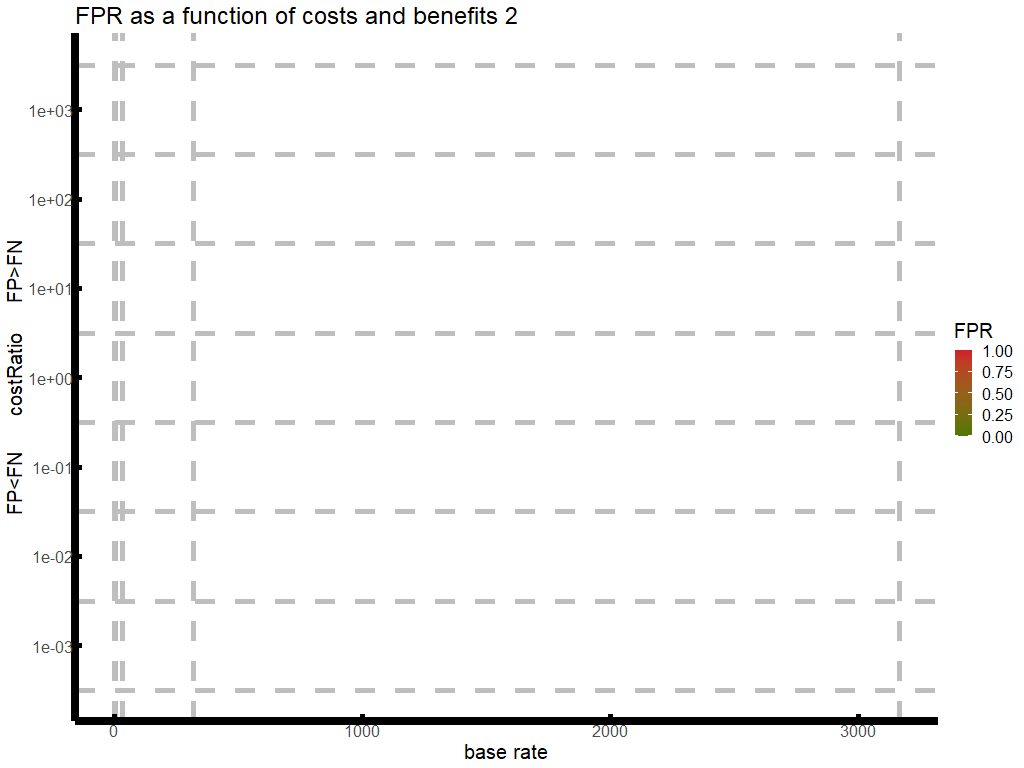 FPR as a function of costs and benefits 2
1e+03
1e+02
1e+01
1e+00
1e-01
1e-02
1e-03
FP<FN costRatio FP>FN
0 1000 2000 3000
base rate
FPR
1.00
0.75
0.50
0.25
0.00